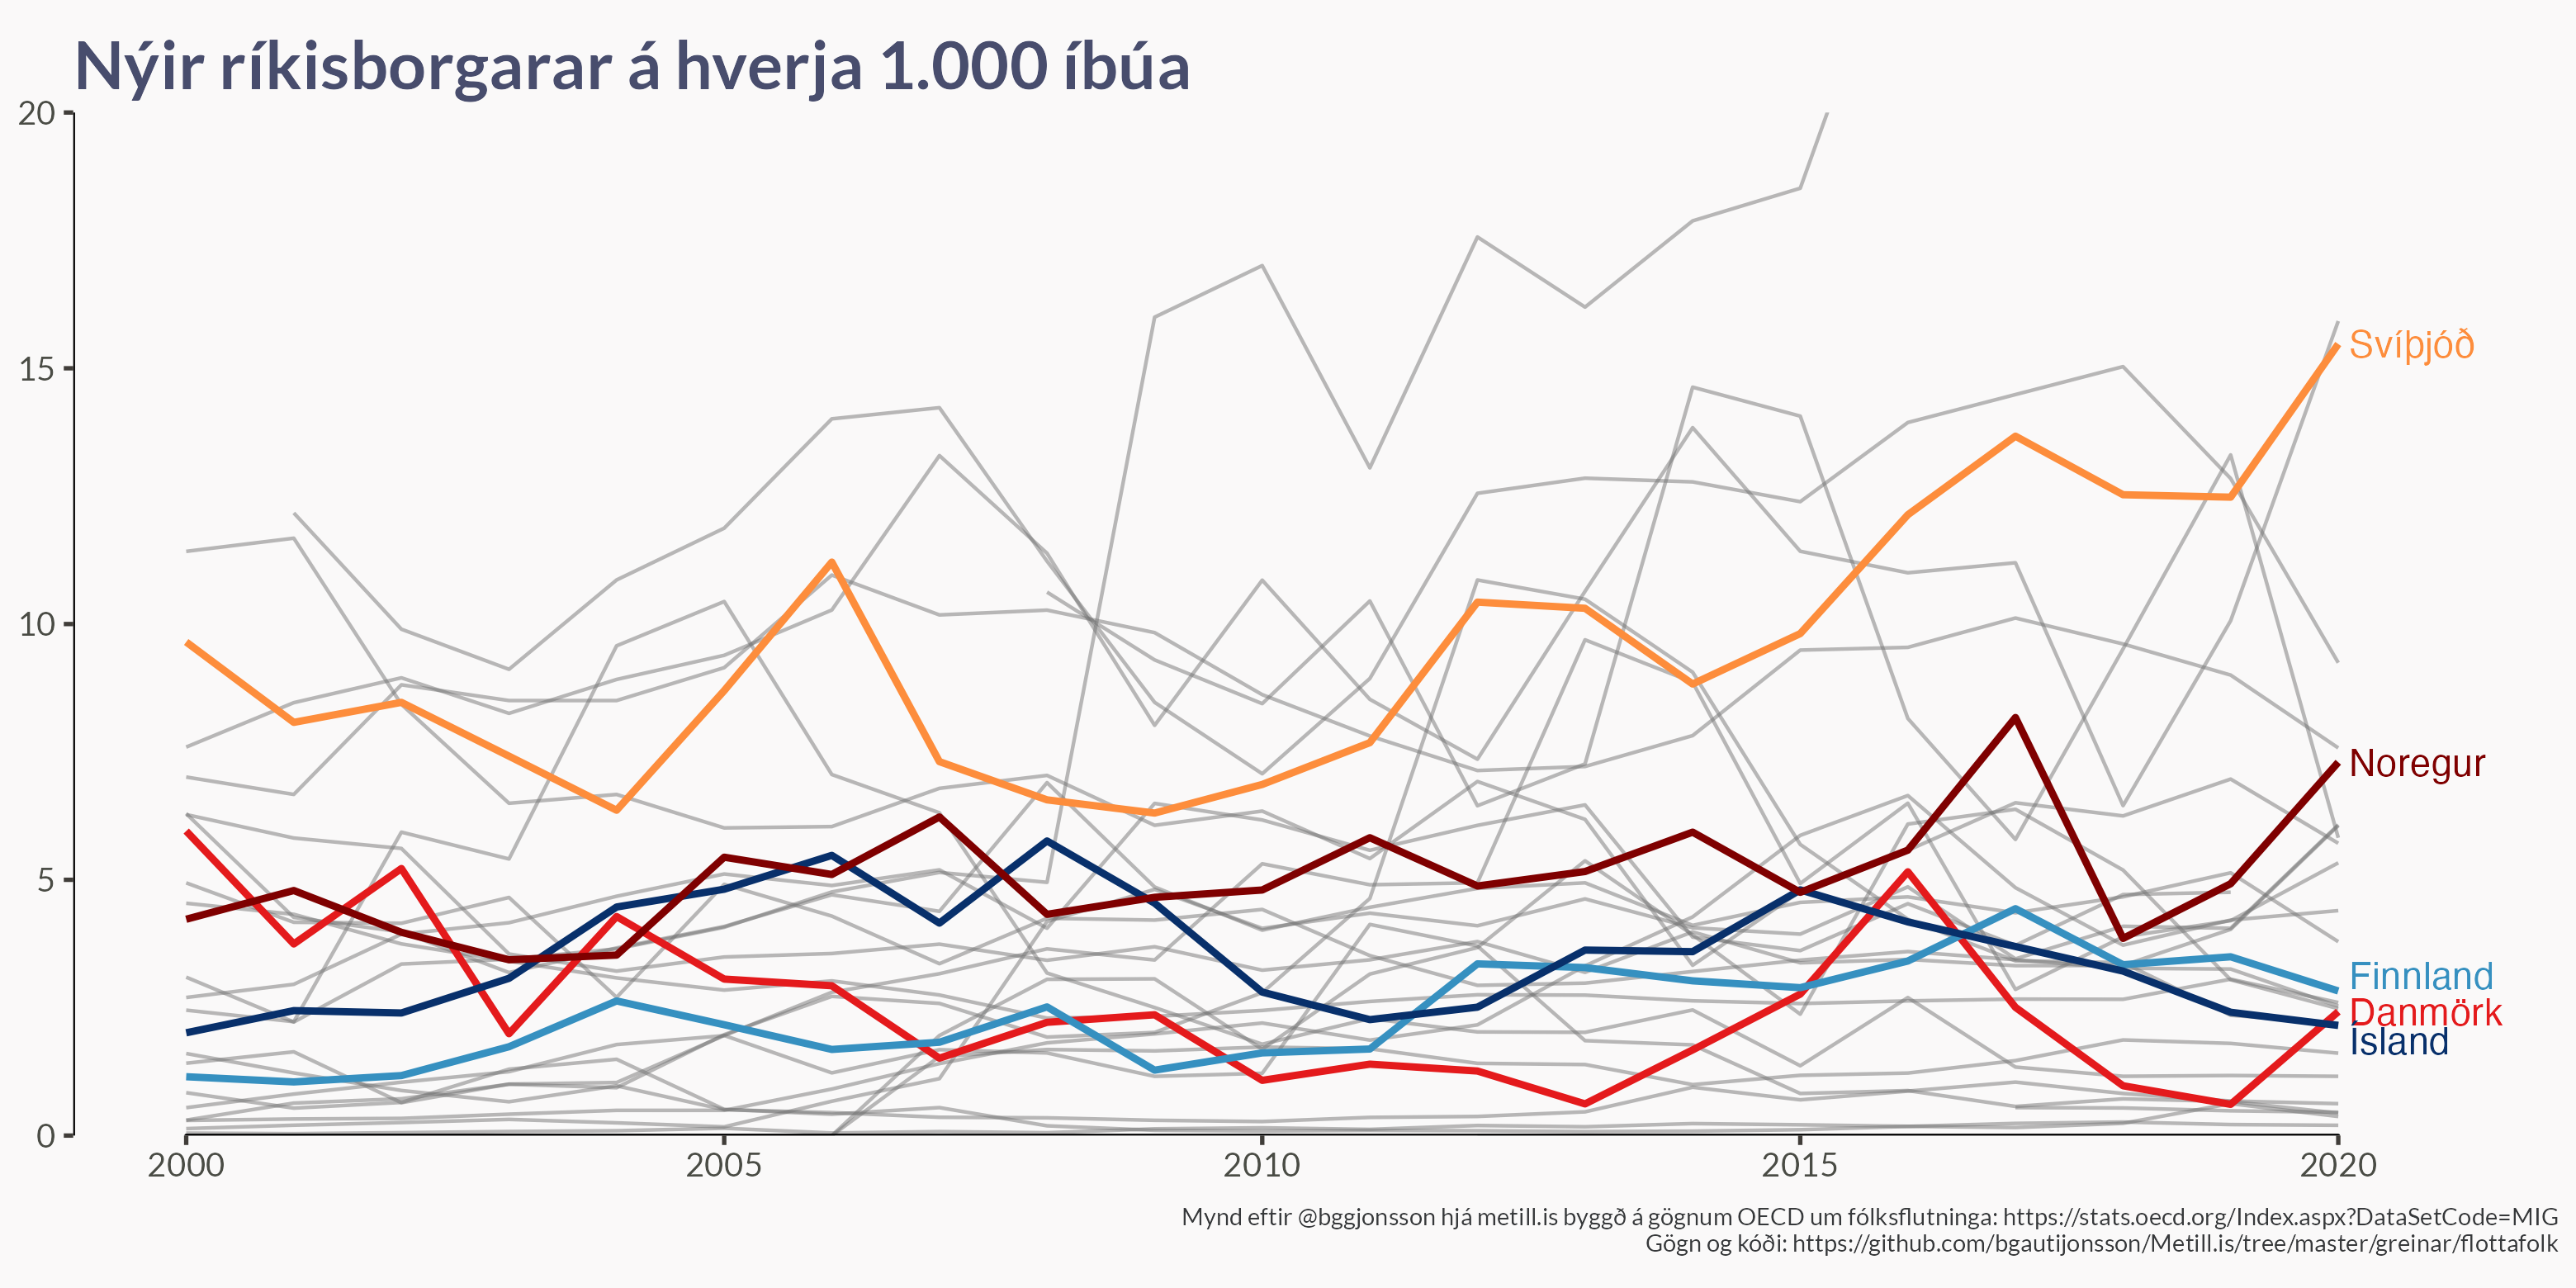 Nýir ríkisborgarar á hverja 1.000 íbúa
20
15
10
5
0
Svíþjóð
Noregur
Finnland
Danmörk
Ísland
2000 2005 2010 2015 2020
Mynd eftir @bggjonsson hjá metill.is byggð á gögnum OECD um fólksflutninga: https://stats.oecd.org/Index.aspx?DataSetCode=MIG
Gögn og kóði: https://github.com/bgautijonsson/Metill.is/tree/master/greinar/flottafolk